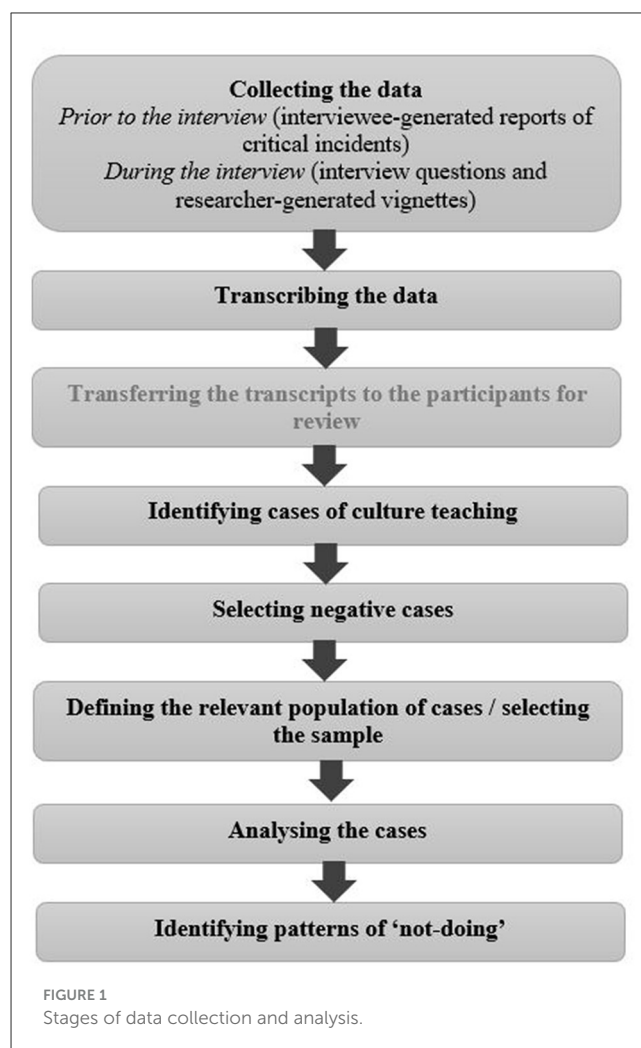 Collecting the data
Prior to the interview (interviewee-generated reports of
critical incidents)
During the interview (interview questions and
researcher-generated vignettes)
Transcribing the data
Transferring the transcripts to the participants for
review
Identifying cases of culture teaching
Selecting negative cases
Defining the relevant population of cases / selecting
the sample
Analysing the cases
Identifying patterns of ‘not-doing’
FIGURE 1
Stages of data collection and analysis.